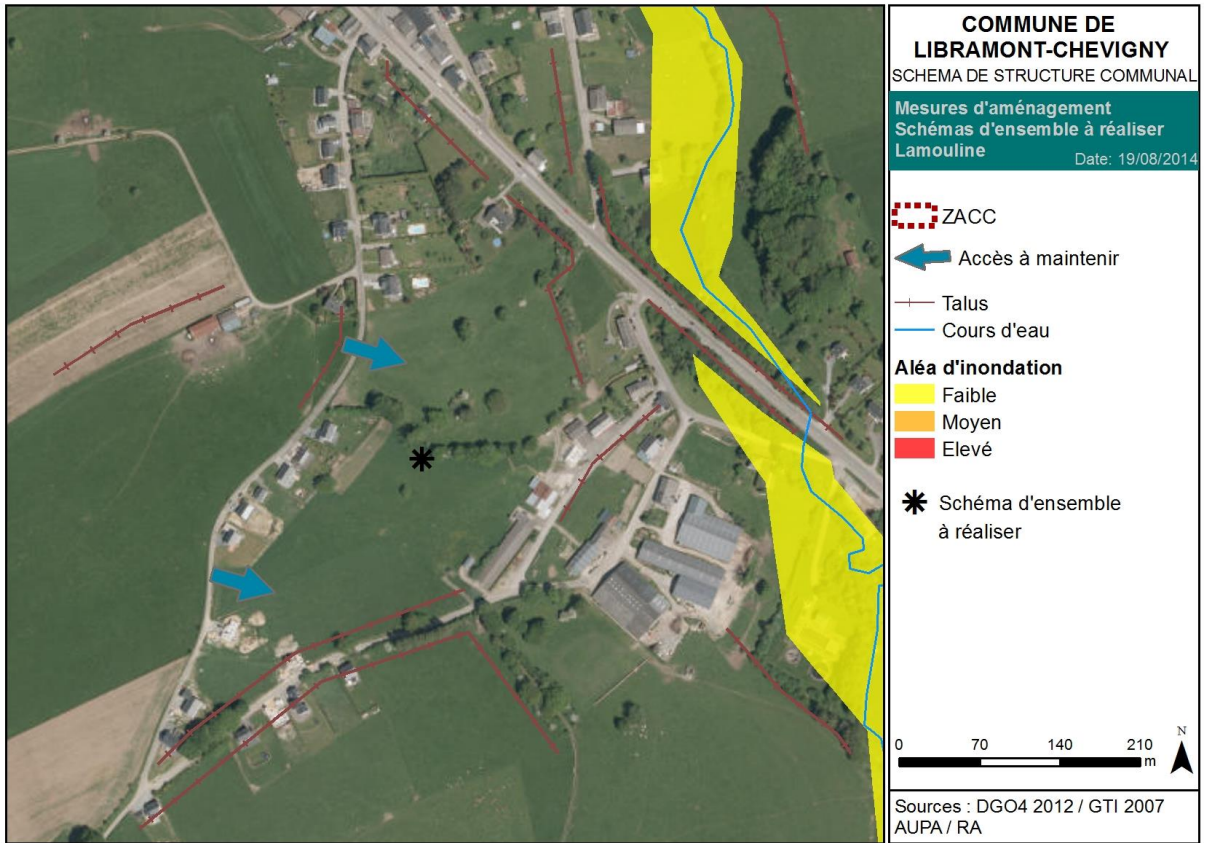 COMMUNE DE
LIBRAMONT-CHEVIGNY
SCHEMA DE STRUCTURE COMMUNAL
Mesures d'aménagement
Schémas d'ensemble à réaliser
Lamouline
Date: 19/08/2014
ZACC
Accès à maintenir
Talus
Cours d'eau
Aléa d'inondation
Faible
Moyen
Elevé
Schéma d'ensemble
à réaliser
N
0 70 140 210
m
Sources : DGO4 2012 / GTI 2007
AUPA / RA